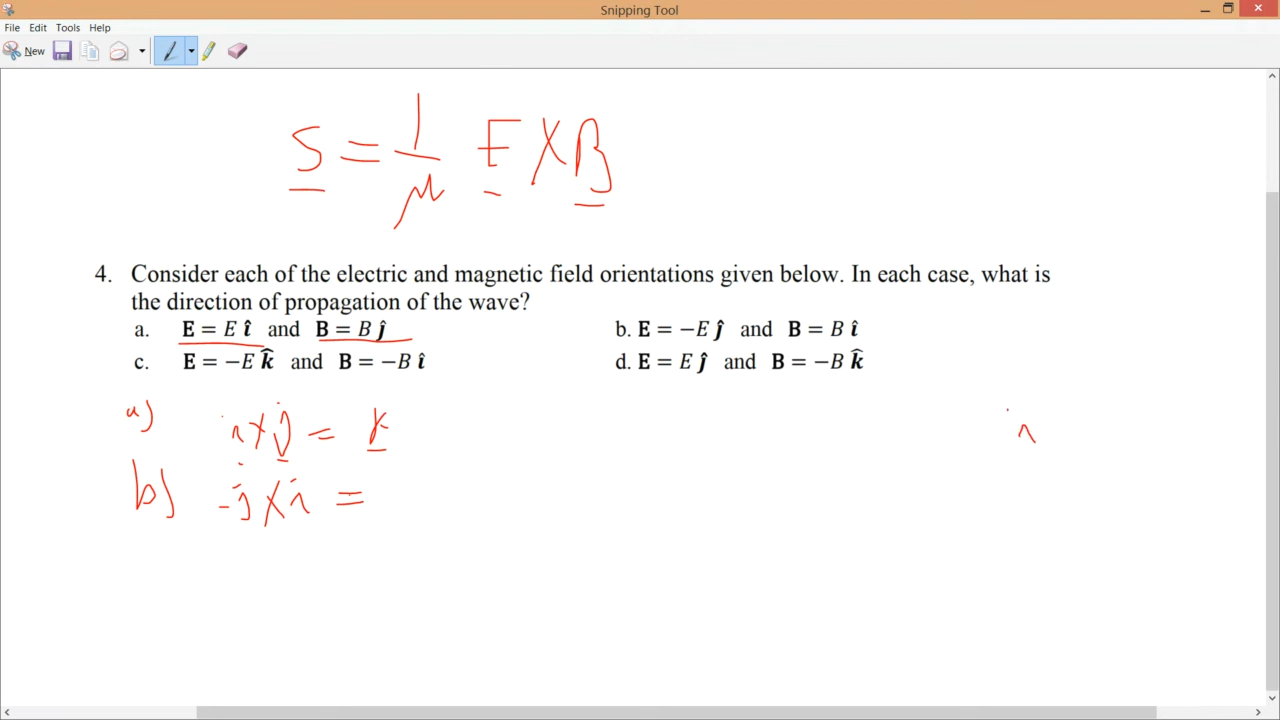 Snipping Tool
File Edit Tools Help
New
S = 1/μ E X B
4. Consider each of the electric and magnetic field orientations given below. In each case, what is
the direction of propagation of the wave?
a. E = E î and B = B ĵ b. E = −E ĵ and B = B î
c. E = −E k̂ and B = −B î d. E = E ĵ and B = −B k̂
a) i x j = k
i
b) -j x i =